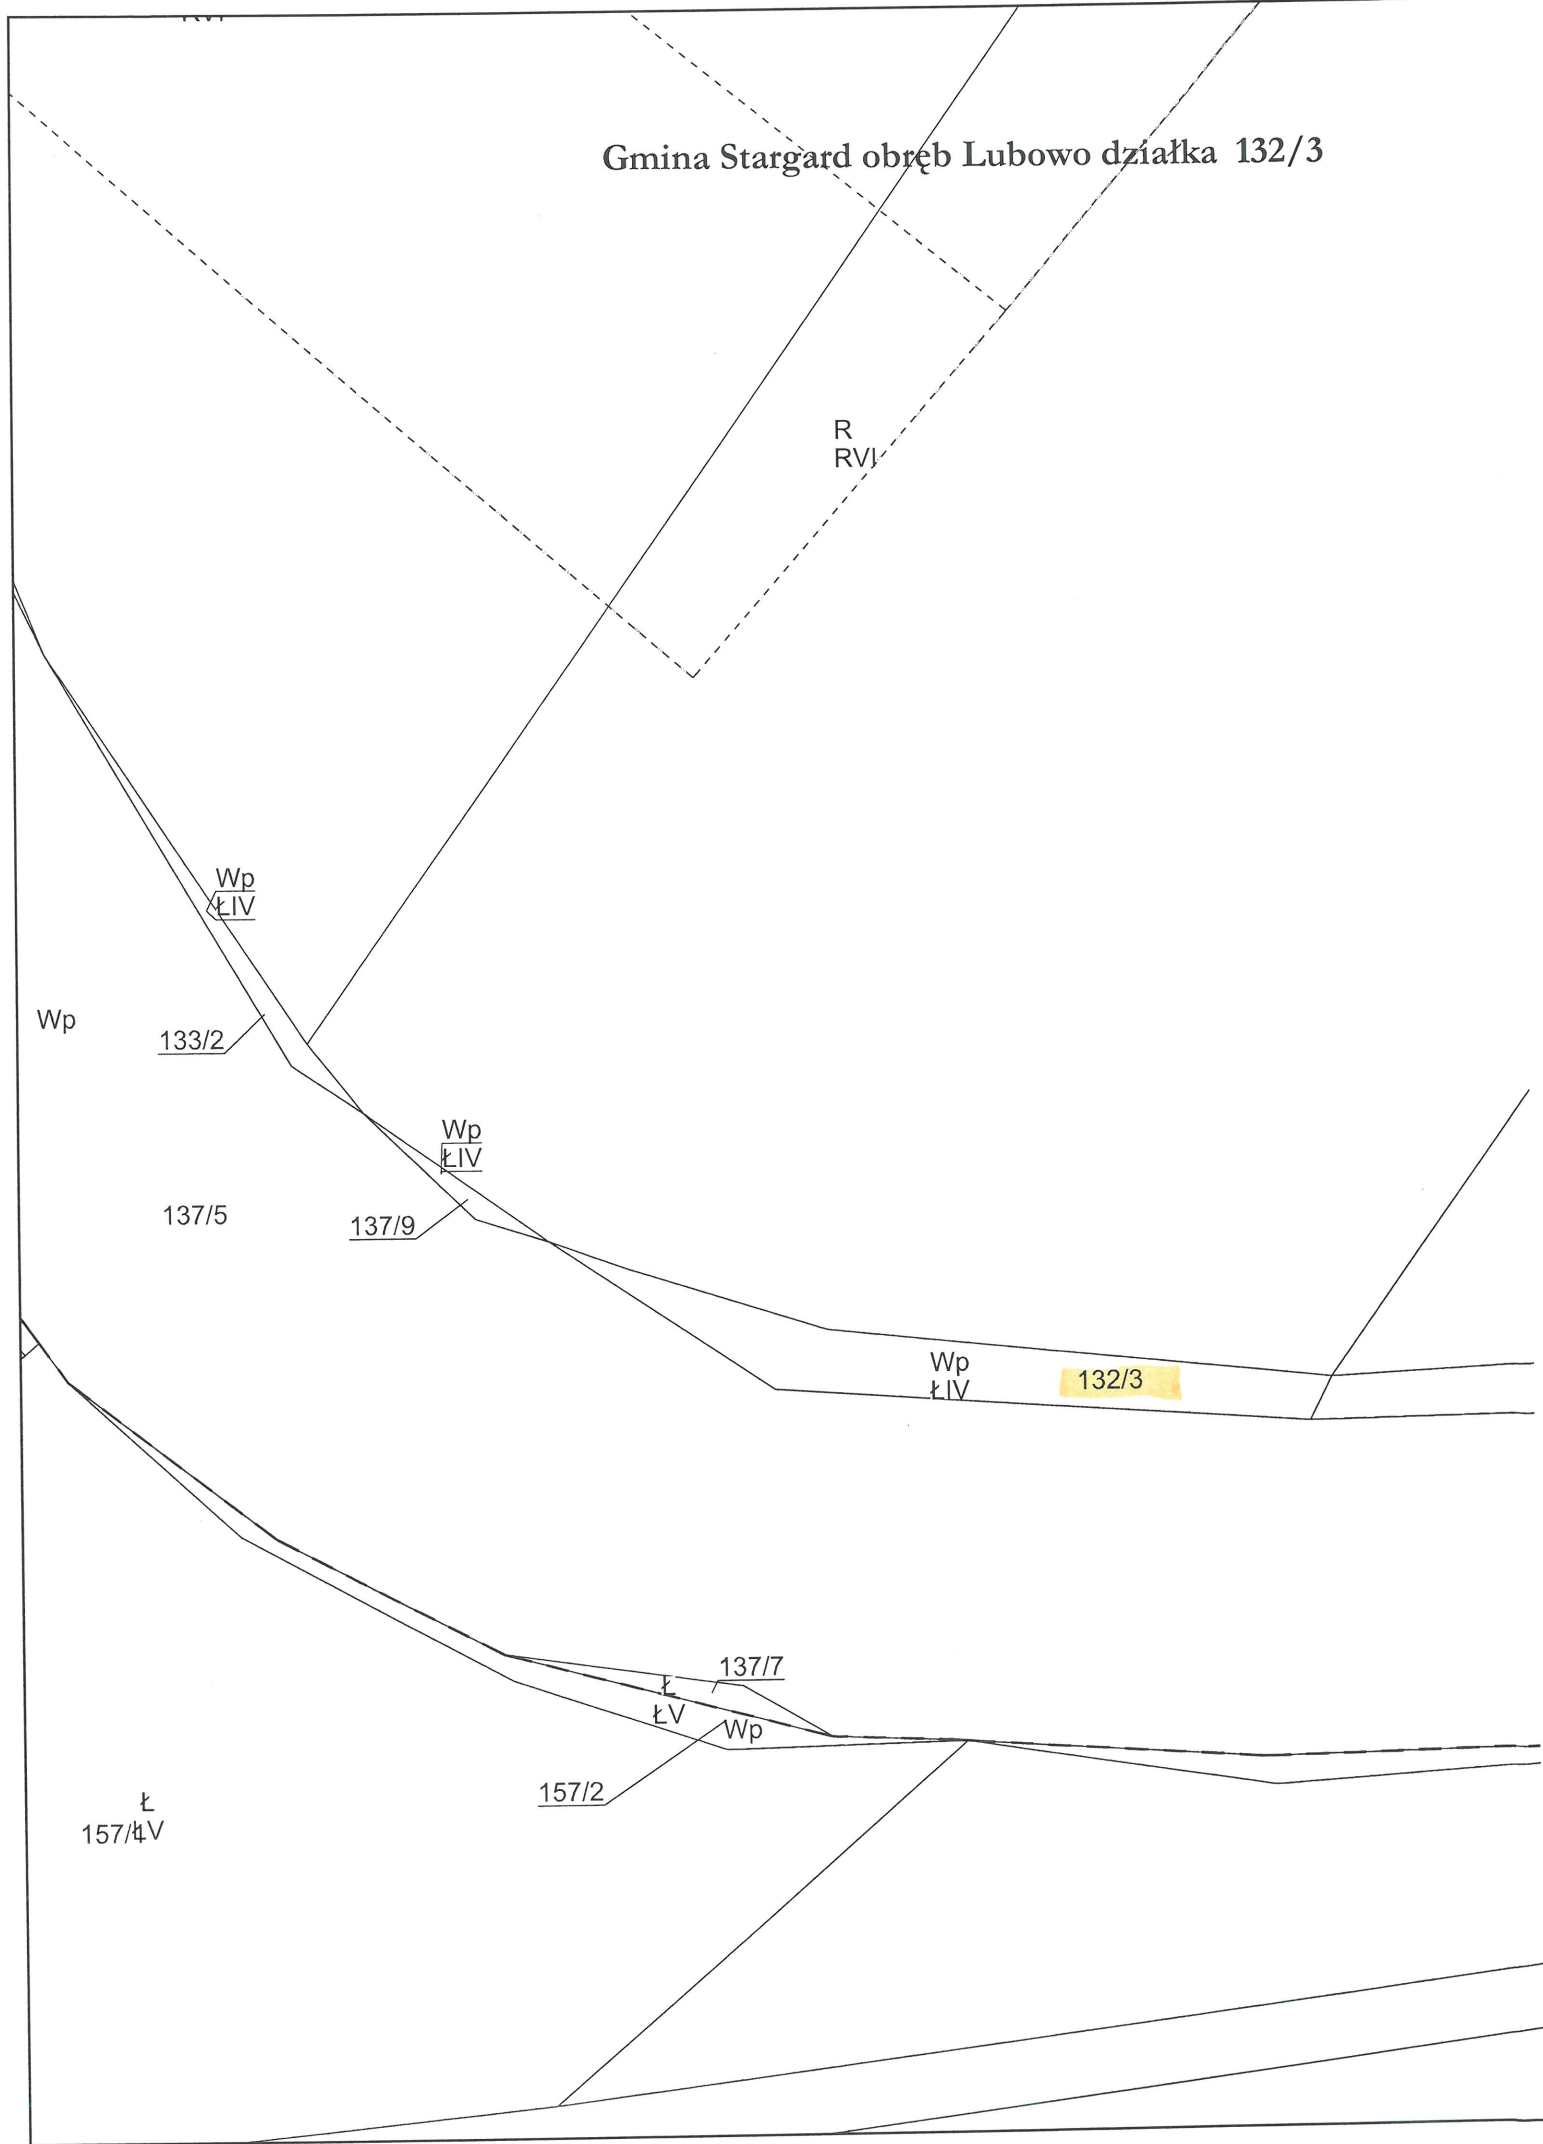 Gmina Stargard obręb Lubowo działka 132/3
R
RVI
Wp
ŁIV
Wp
133/2
Wp
ŁIV
137/5
137/9
Wp
ŁIV
132/3
137/7
Ł
ŁV
Wp
157/2
Ł
ŁV